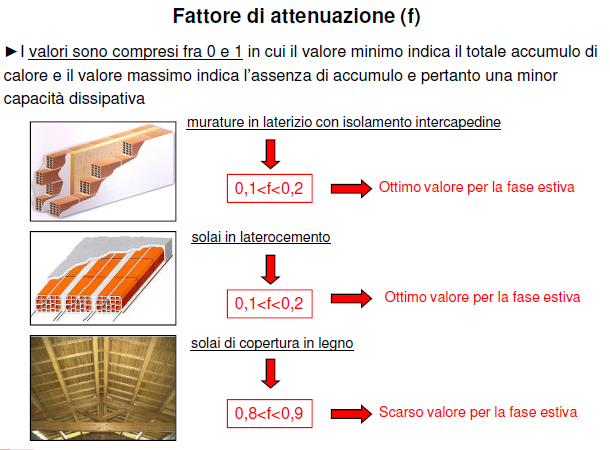 Fattore di attenuazione (f)
►I valori sono compresi fra 0 e 1 in cui il valore minimo indica il totale accumulo di
calore e il valore massimo indica l'assenza di accumulo e pertanto una minor
capacità dissipativa
murature in laterizio con isolamento intercapedine
0,1<f<0,2
Ottimo valore per la fase estiva
solai in laterocemento
0,1<f<0,2
Ottimo valore per la fase estiva
solai di copertura in legno
0,8<f<0,9
Scarso valore per la fase estiva